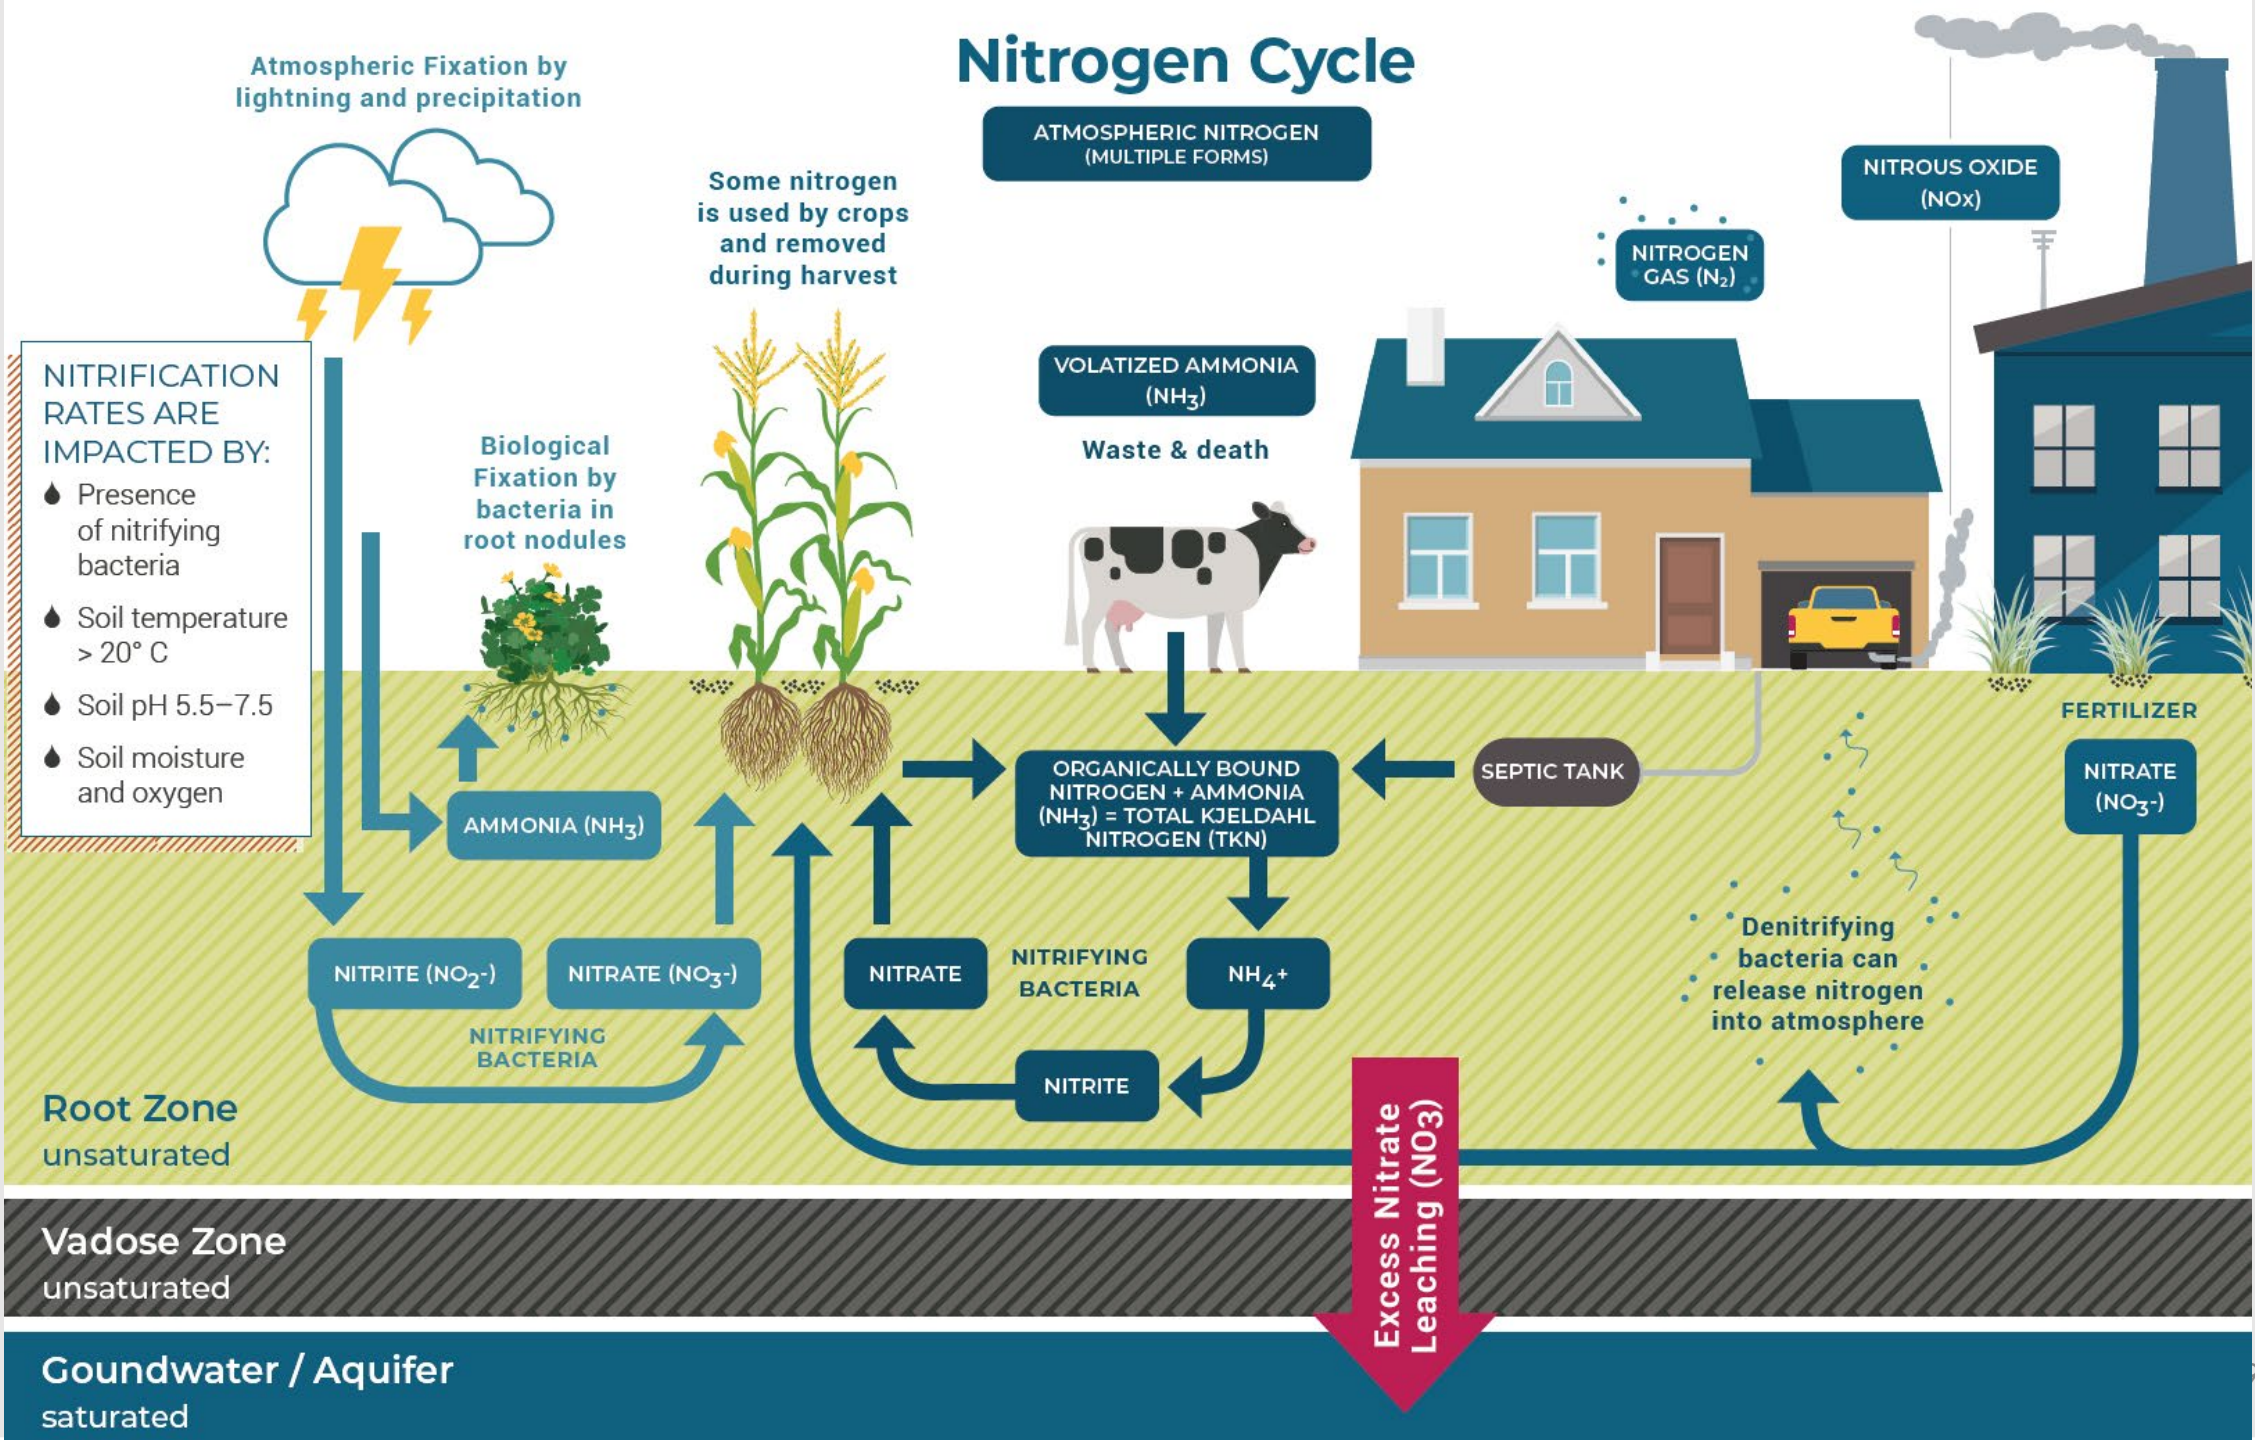 Nitrogen Cycle
ATMOSPHERIC NITROGEN
(MULTIPLE FORMS)
Atmospheric Fixation by
lightning and precipitation
Some nitrogen
is used by crops
and removed
during harvest
NITROUS OXIDE
(NOx)
NITROGEN
GAS (N₂)
VOLATIZED AMMONIA
(NH₃)
Waste & death
NITRIFICATION
RATES ARE
IMPACTED BY:
Presence
of nitrifying
bacteria
Soil temperature
> 20° C
Soil pH 5.5–7.5
Soil moisture
and oxygen
Biological
Fixation by
bacteria in
root nodules
AMMONIA (NH₃)
ORGANICALLY BOUND
NITROGEN + AMMONIA
(NH₃) = TOTAL KJELDAHL
NITROGEN (TKN)
SEPTIC TANK
FERTILIZER
NITRATE
(NO₃-)
NITRITE (NO₂-)
NITRATE (NO₃-)
NITRIFYING
BACTERIA
NITRATE
NITRIFYING
BACTERIA
NH₄+
NITRITE
Denitrifying
bacteria can
release nitrogen
into atmosphere
Excess Nitrate
Leaching (NO3)
Root Zone
unsaturated
Vadose Zone
unsaturated
Goundwater / Aquifer
saturated